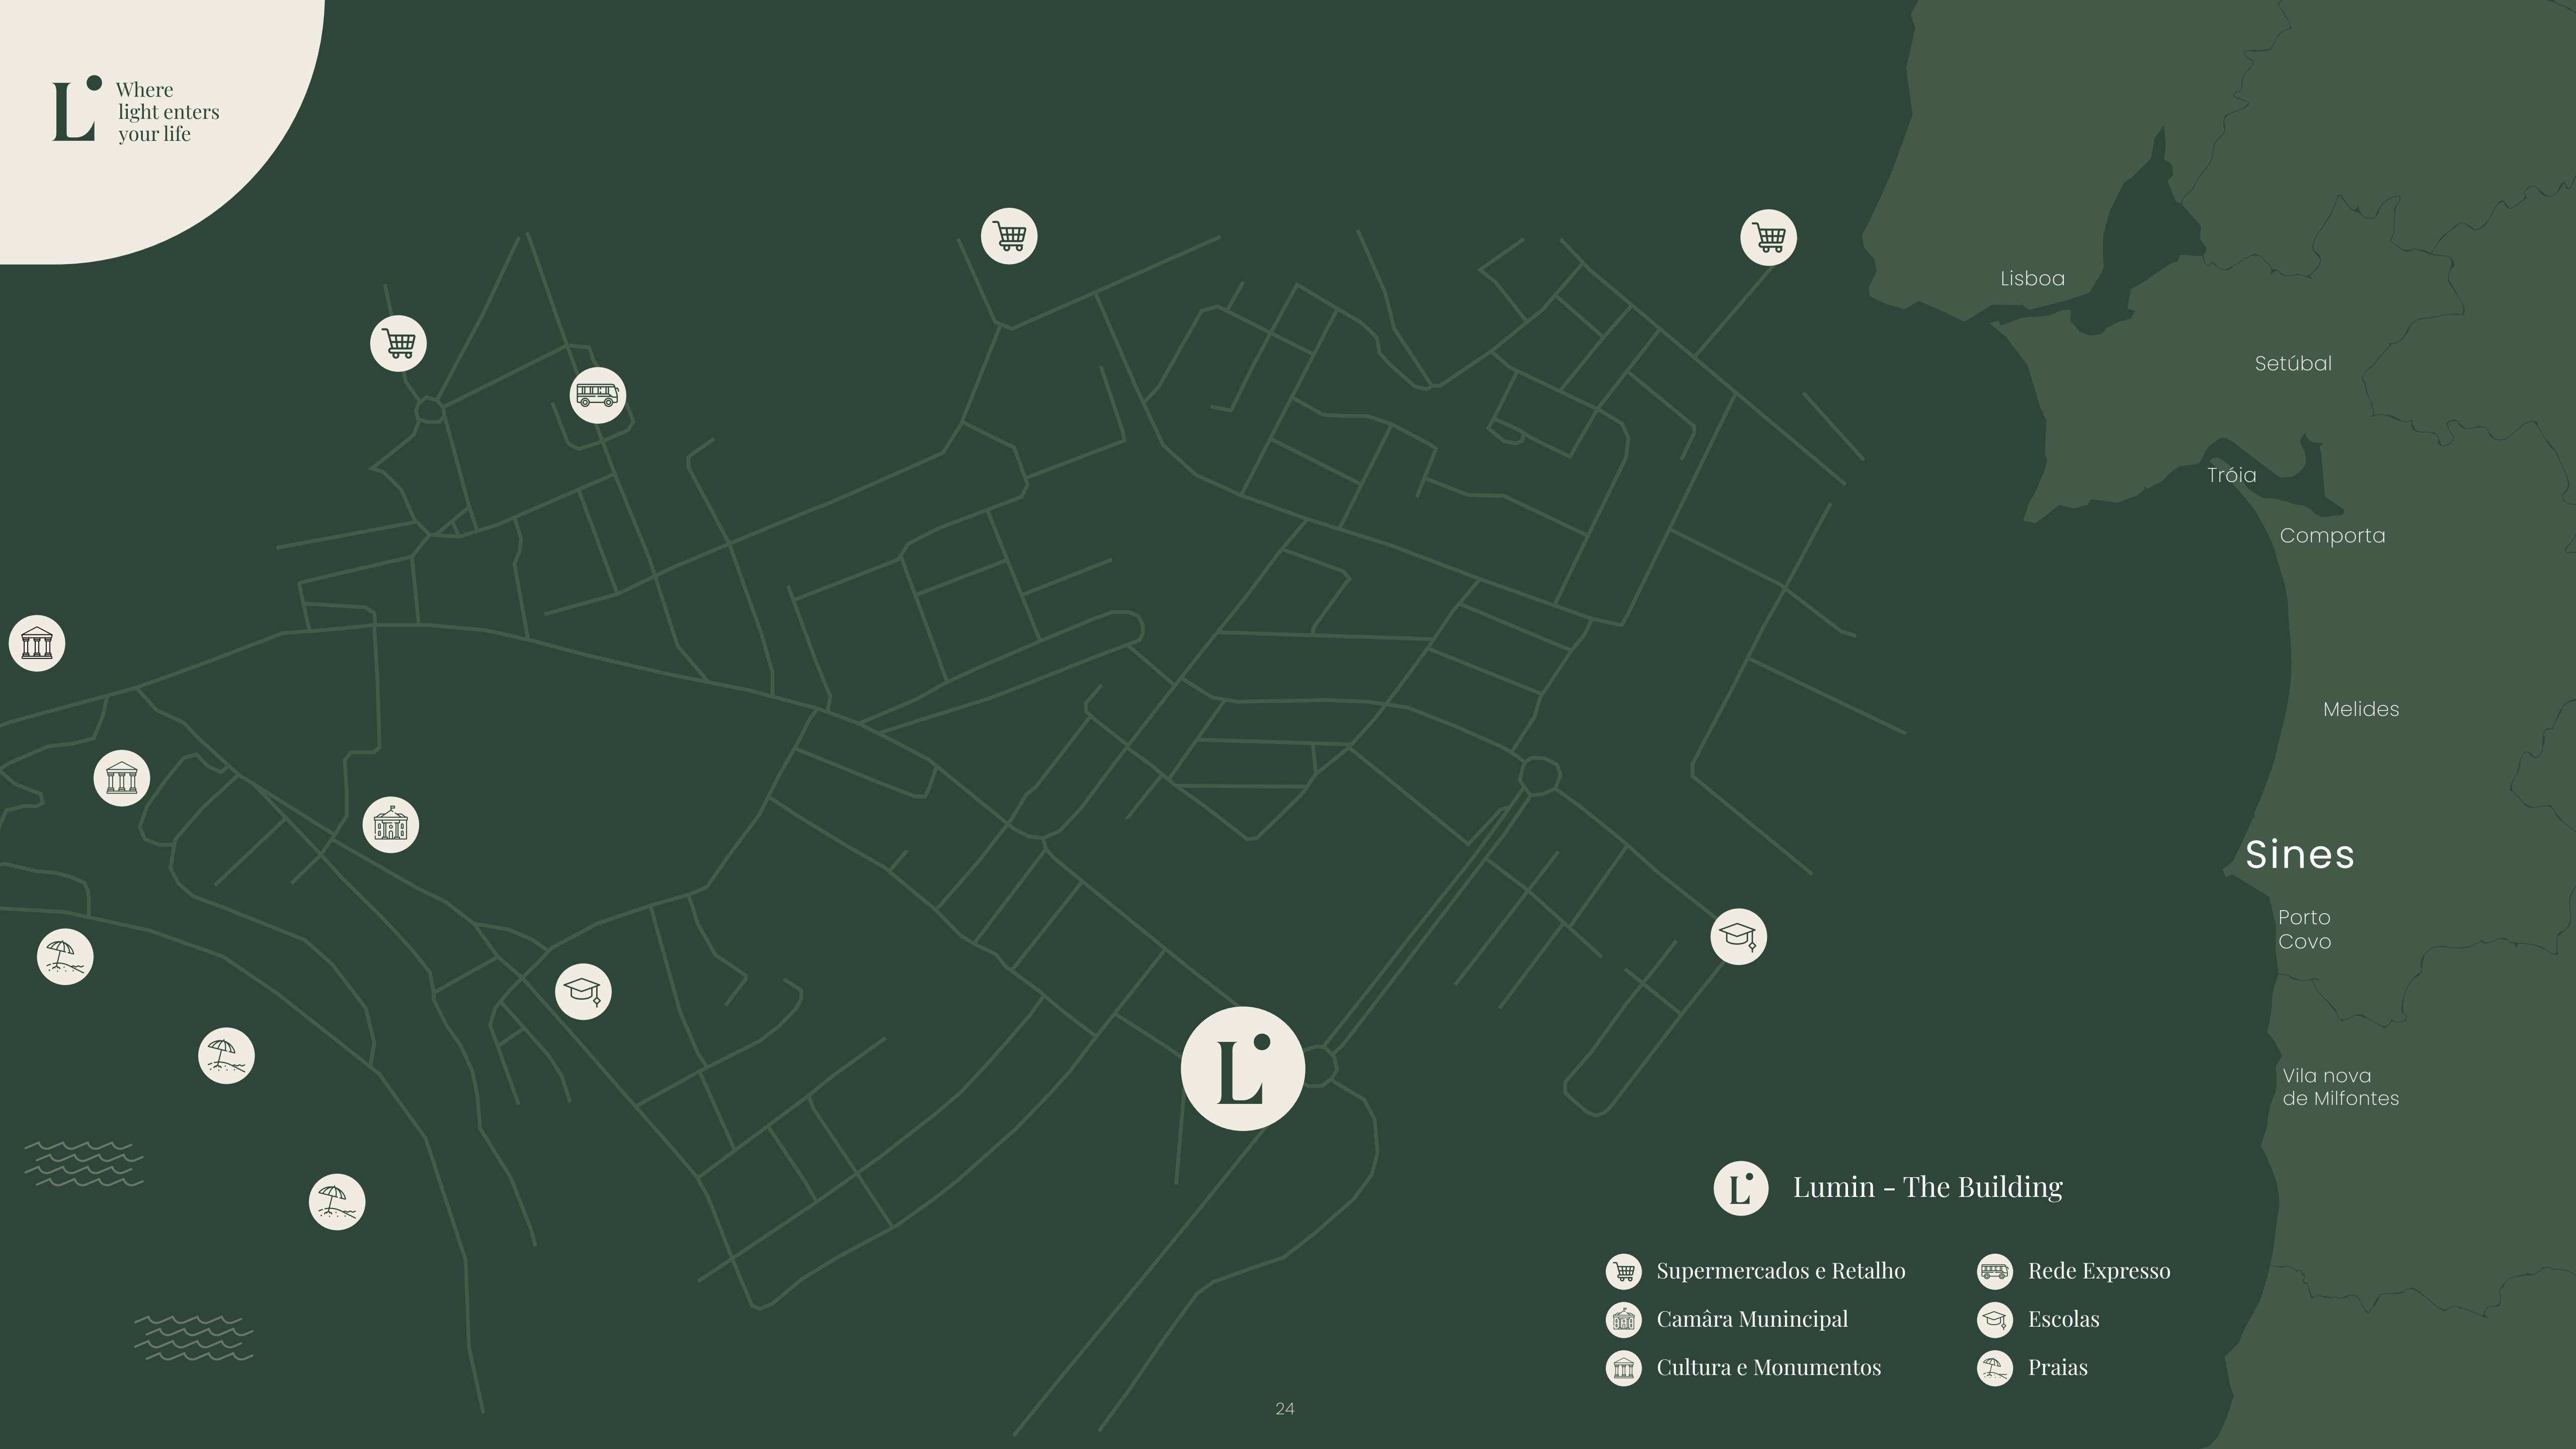 L
Where
light enters
your life
Lisboa
Setúbal
Tróia
Comporta
Melides
Sines
Porto
Covo
Vila nova
de Milfontes
L
L
Lumin - The Building
Supermercados e Retalho
Rede Expresso
Camâra Munincipal
Escolas
Cultura e Monumentos
Praias
24